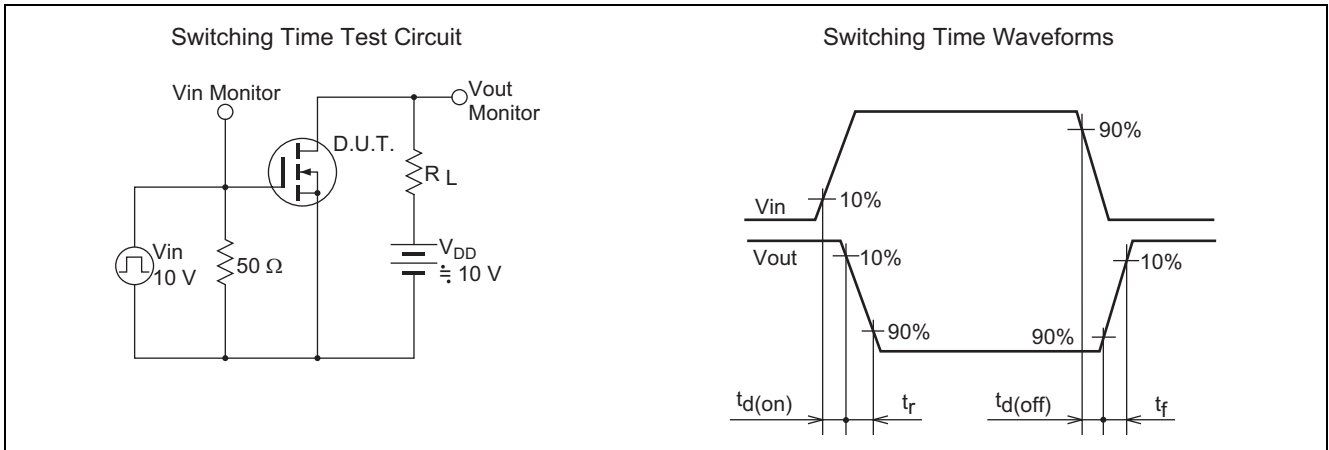 Switching Time Test Circuit
Vin Monitor
Vout
Monitor
D.U.T.
RL
Vin
10 V
50 Ω
VDD
≒ 10 V
Switching Time Waveforms
Vin
10%
90%
Vout
10%
90%
90%
10%
td(on)
tr
td(off)
tf